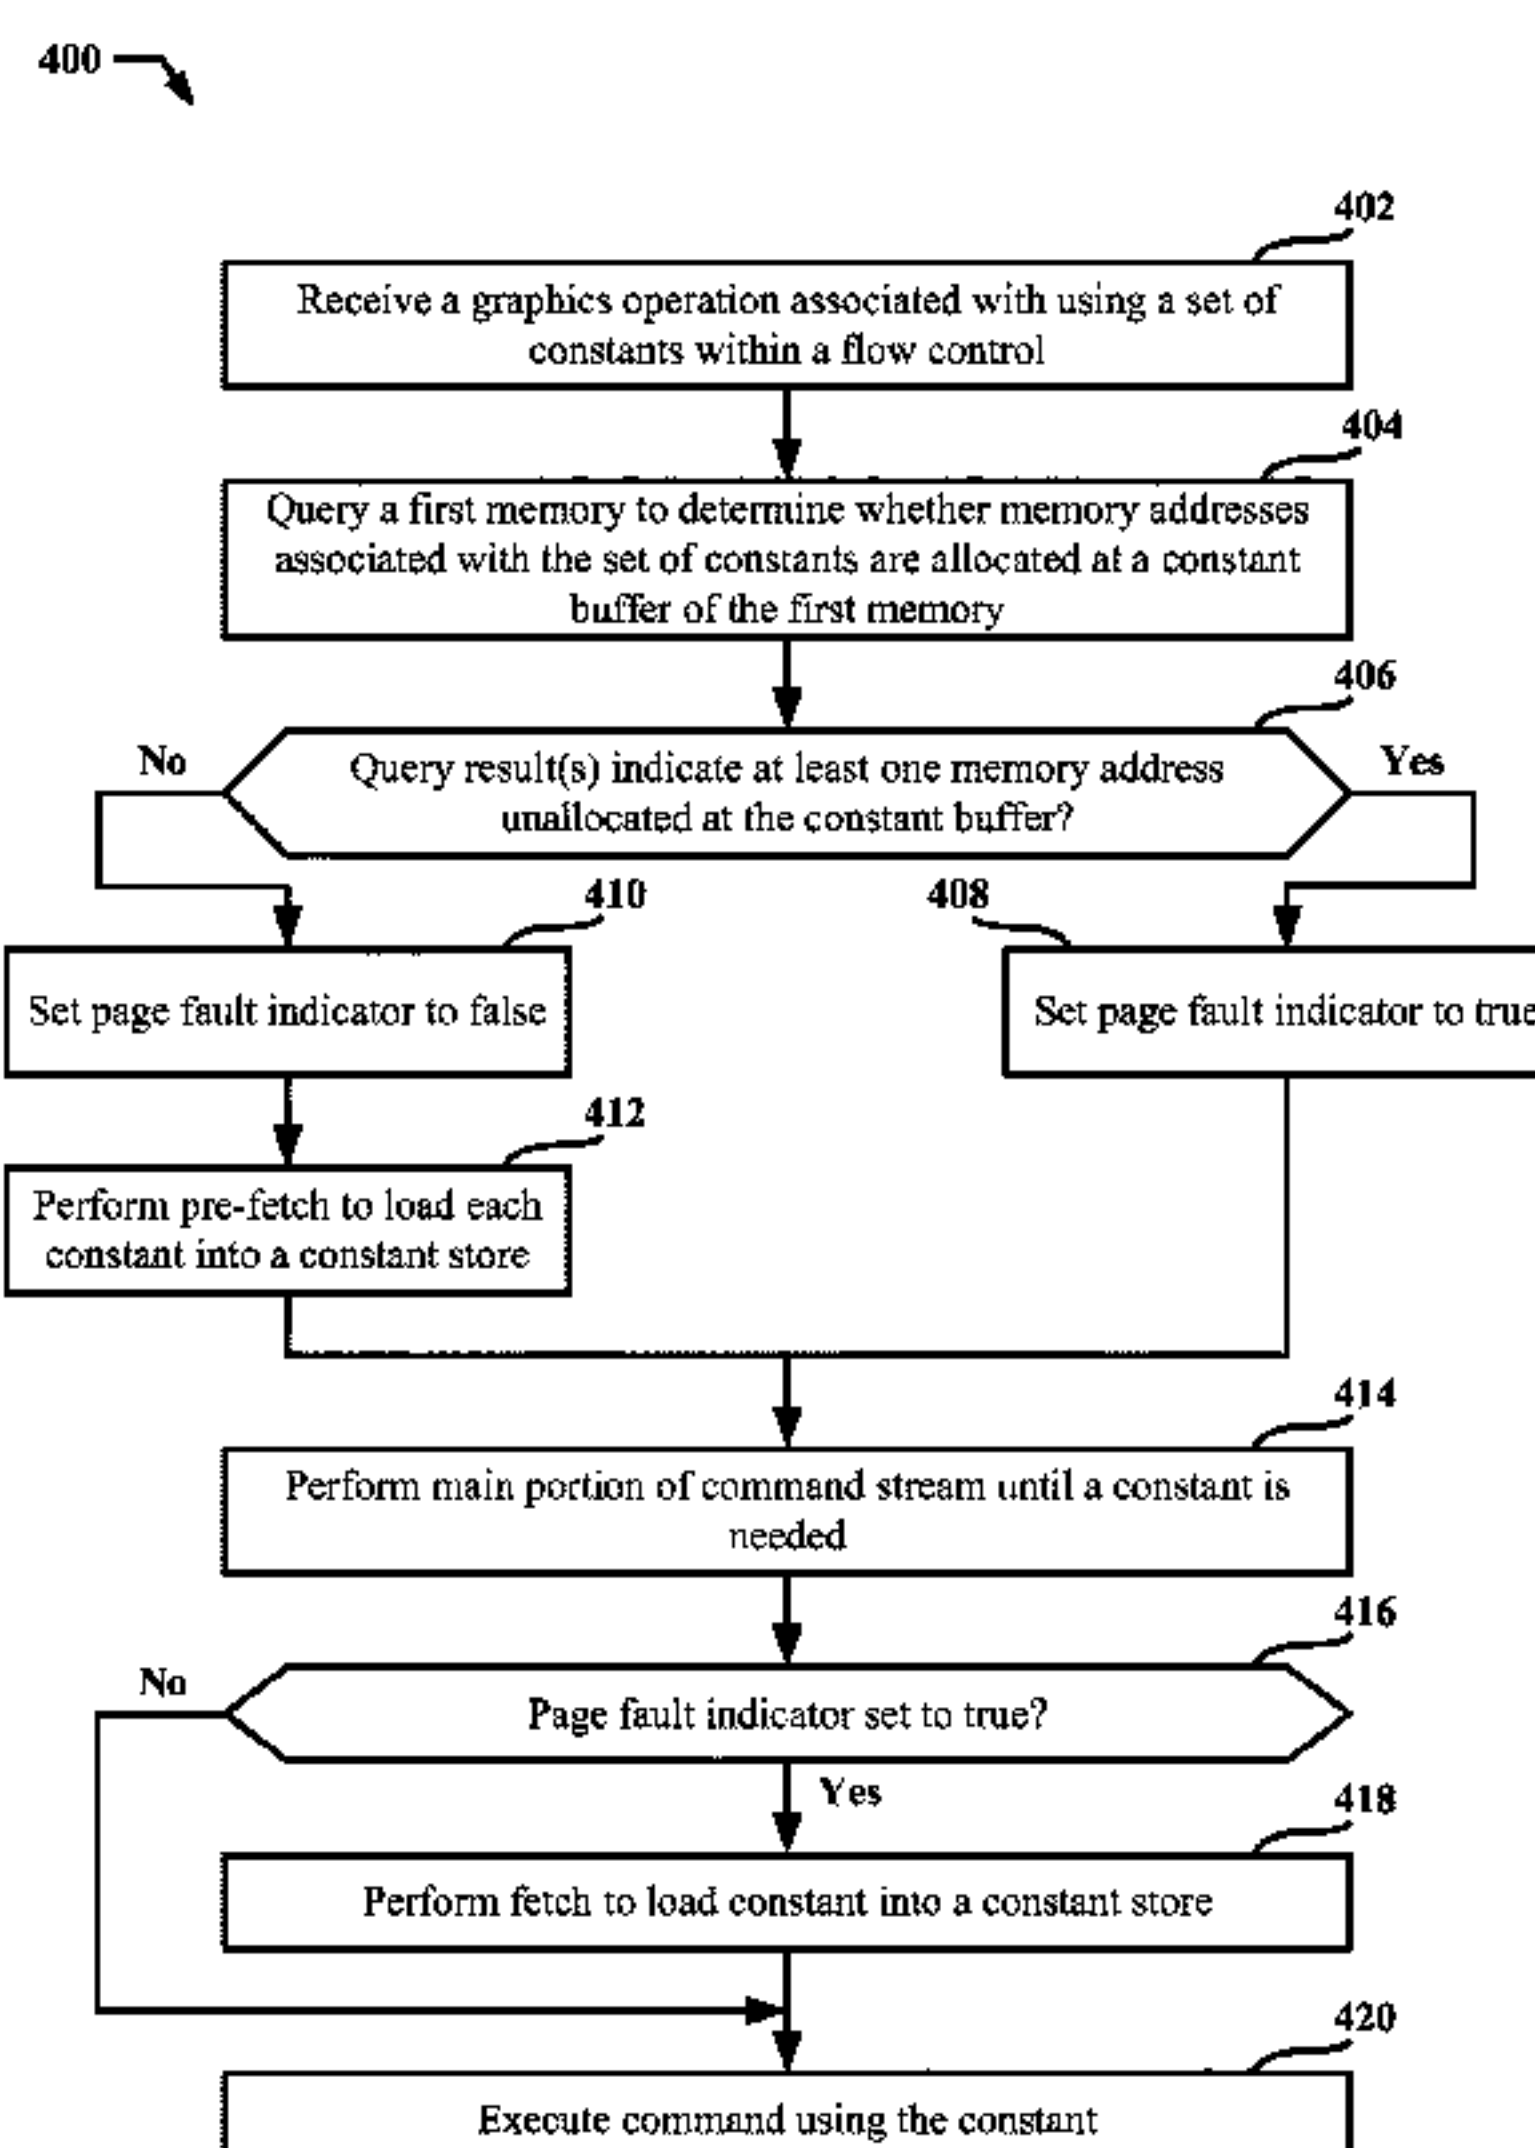 400
402
Receive a graphics operation associated with using a set of
constants within a flow control
404
Query a first memory to determine whether memory addresses
associated with the set of constants are allocated at a constant
buffer of the first memory
406
No
Query result(s) indicate at least one memory address
unallocated at the constant buffer?
Yes
410
408
Set page fault indicator to false
Set page fault indicator to true
412
Perform pre-fetch to load each
constant into a constant store
414
Perform main portion of command stream until a constant is
needed
416
No
Page fault indicator set to true?
Yes
418
Perform fetch to load constant into a constant store
420
Execute command using the constant